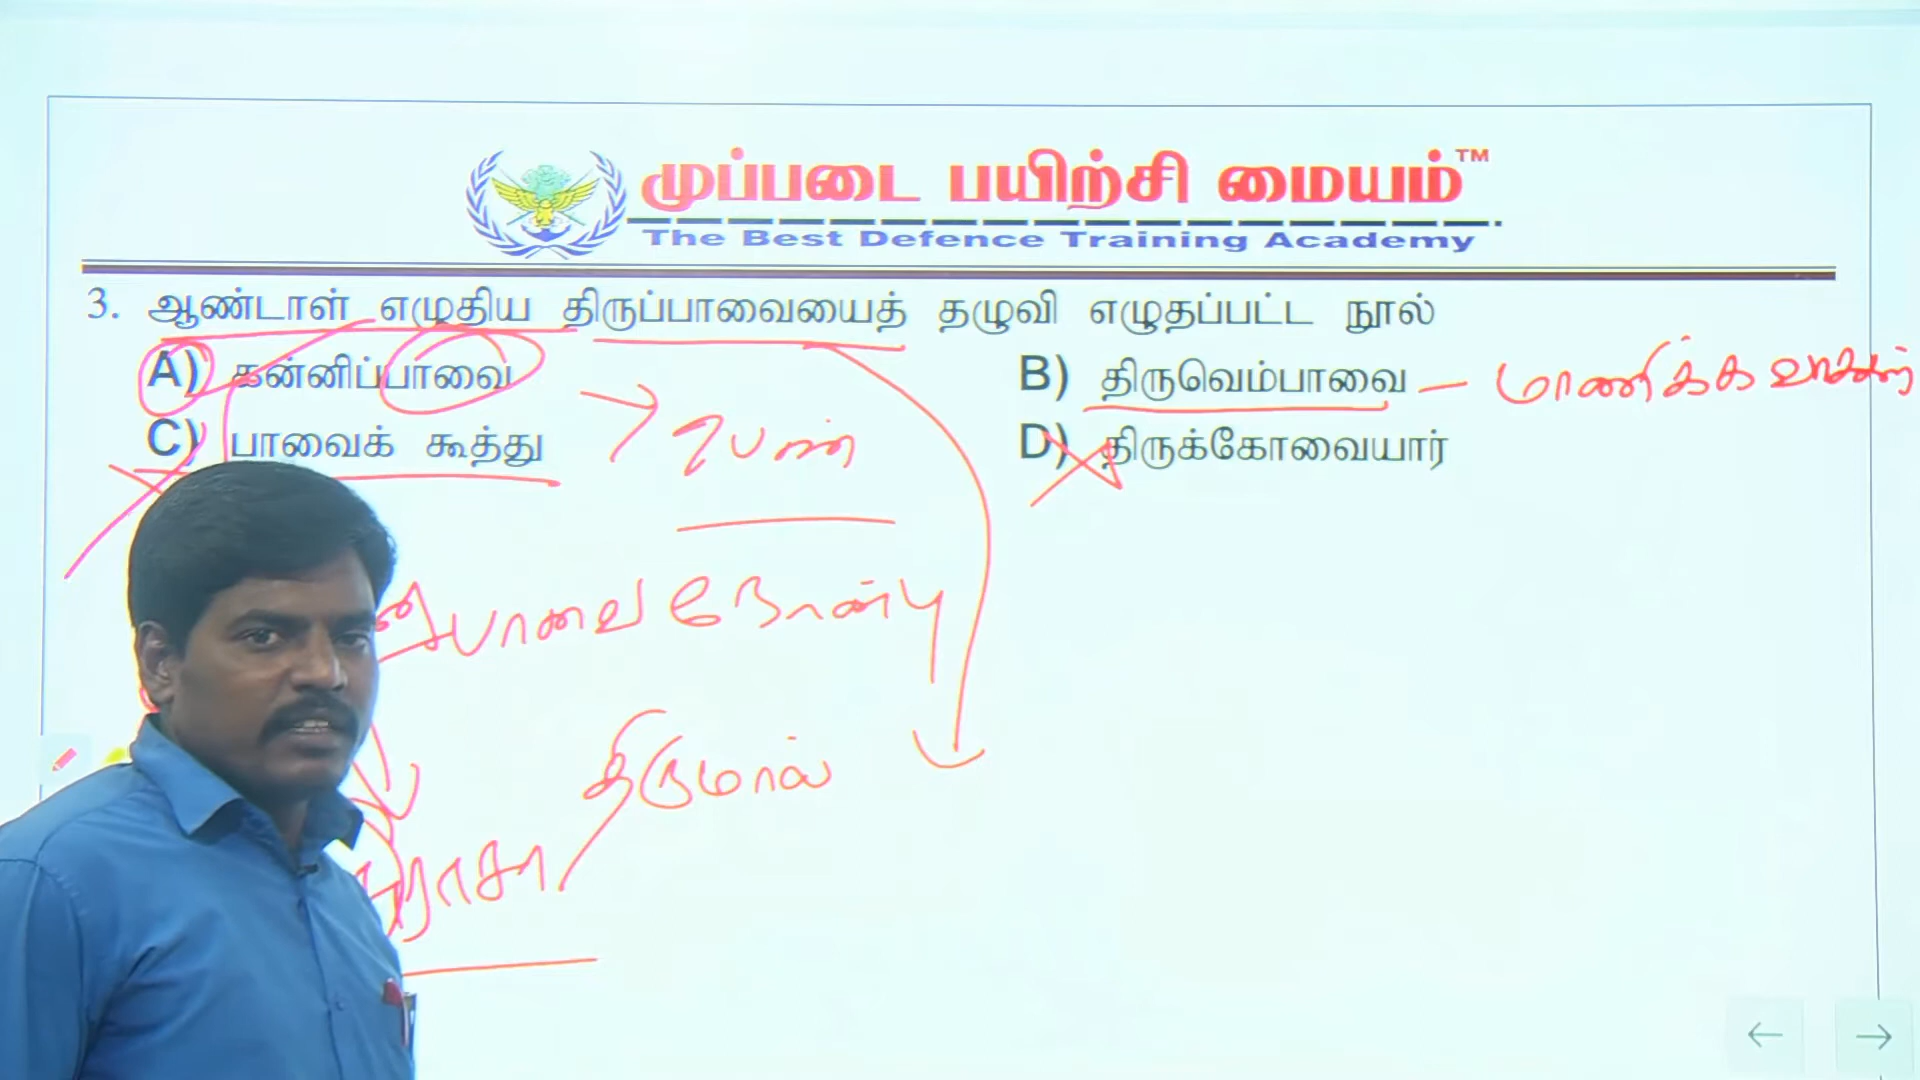 முப்படை பயிற்சி மையம்™
The Best Defence Training Academy
3. ஆண்டாள் எழுதிய திருப்பாவையைத் தழுவி எழுதப்பட்ட நூல்
A) கன்னிப்பாவை
B) திருவெம்பாவை – மாணிக்கவாசகர்
C) பாவைக் கூத்து
D) திருக்கோவையார்
பெண்
பாவை நோன்பு
திருமால்